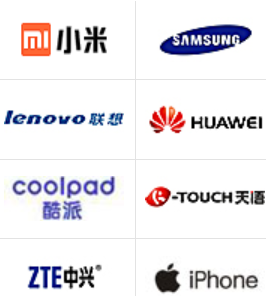 mi 小米
SAMSUNG
lenovo 联想
HUAWEI
coolpad
酷派
K-TOUCH 天语
ZTE中兴®
iPhone